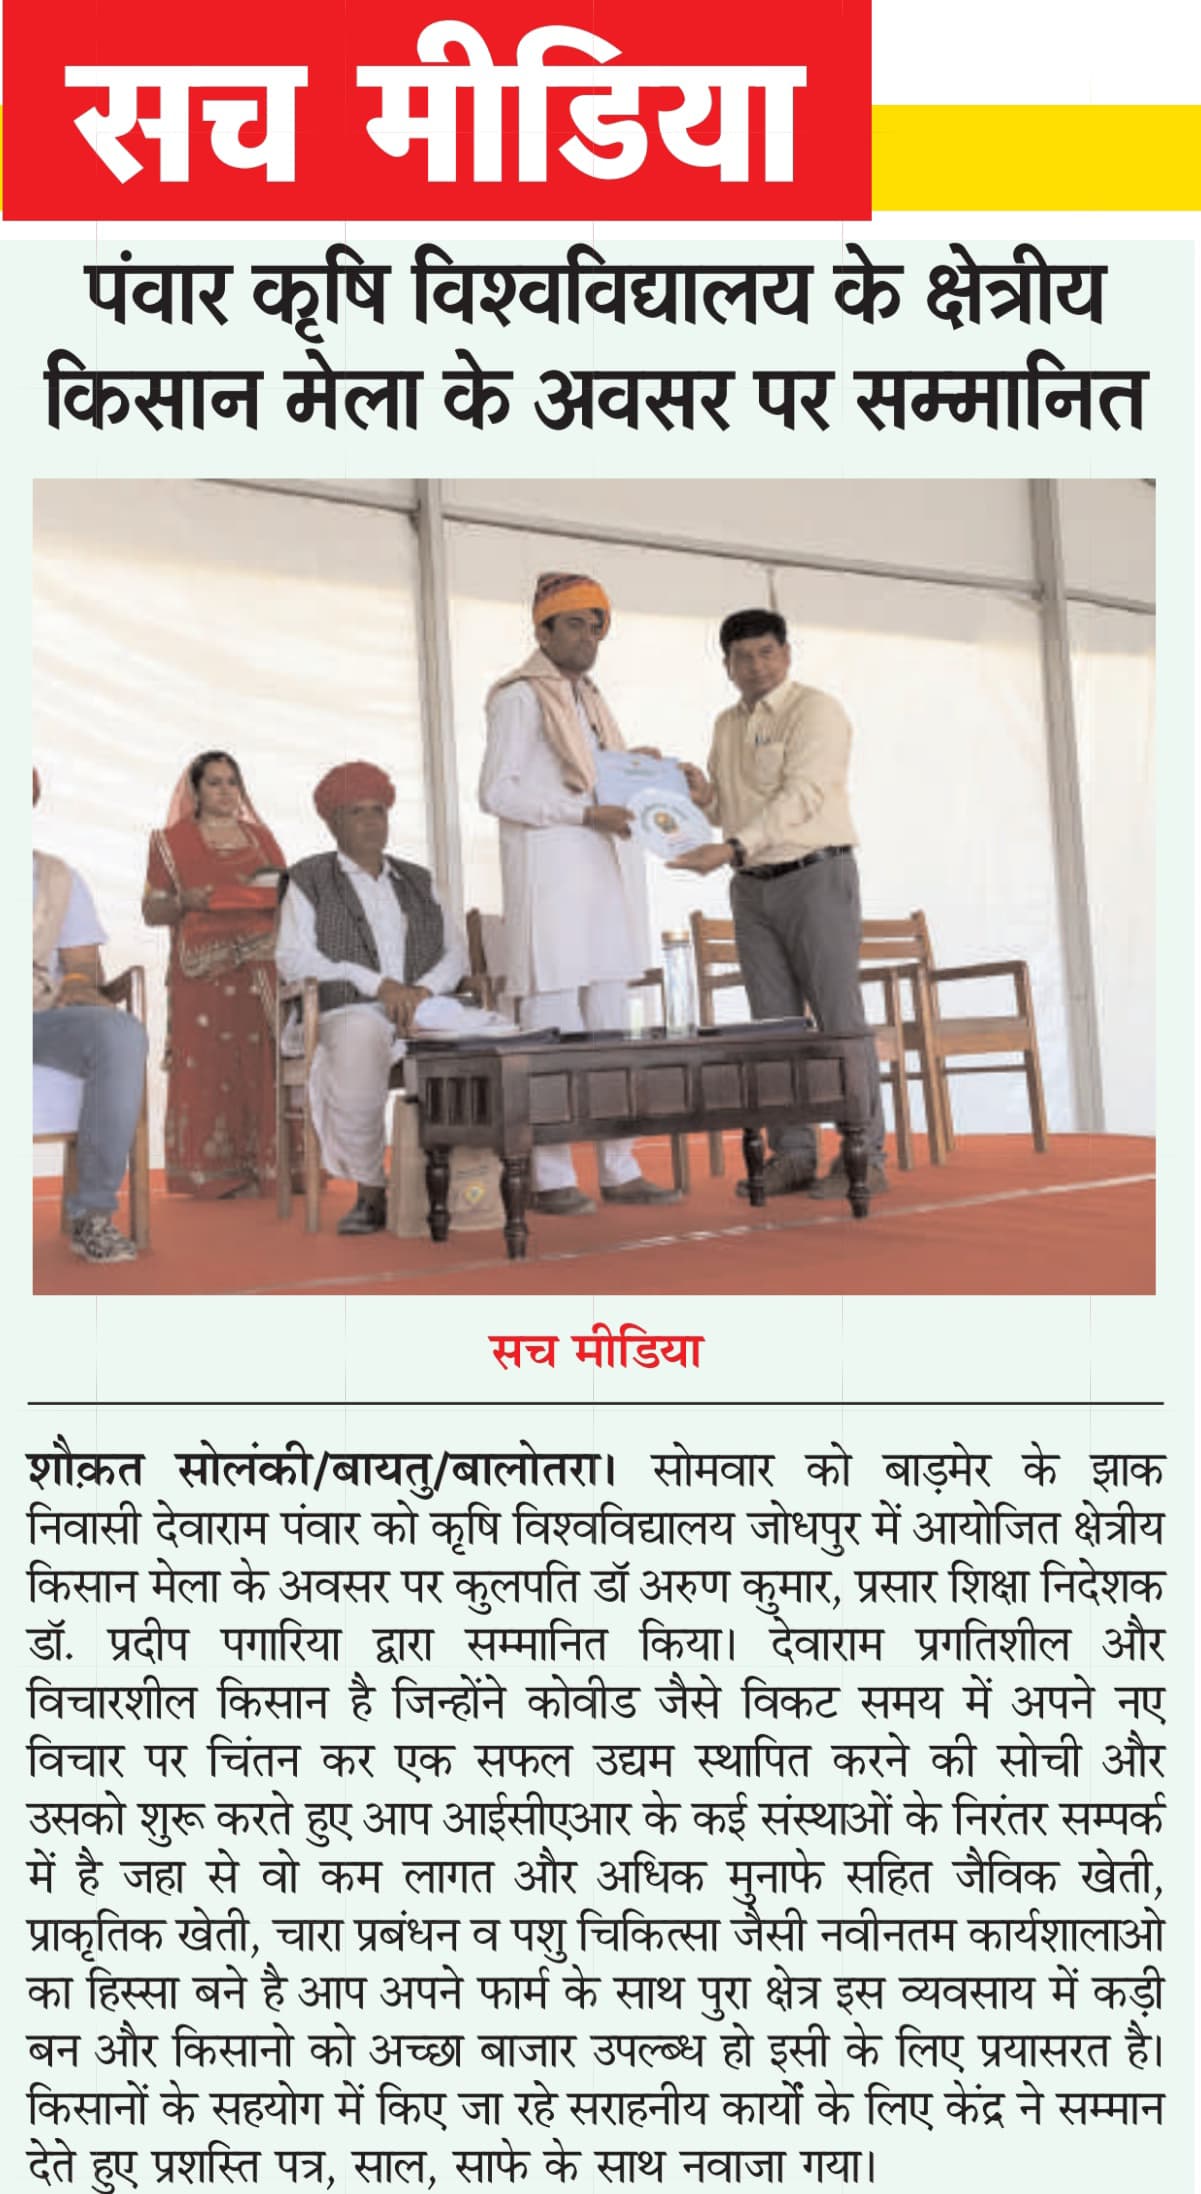 सच मीडिया
पंवार कृषि विश्वविद्यालय के क्षेत्रीय
किसान मेला के अवसर पर सम्मानित
सच मीडिया
शौक़त सोलंकी/बायतु/बालोतरा। सोमवार को बाड़मेर के झाक
निवासी देवाराम पंवार को कृषि विश्वविद्यालय जोधपुर में आयोजित क्षेत्रीय
किसान मेला के अवसर पर कुलपति डॉ अरुण कुमार, प्रसार शिक्षा निदेशक
डॉ. प्रदीप पगारिया द्वारा सम्मानित किया। देवाराम प्रगतिशील और
विचारशील किसान है जिन्होंने कोवीड जैसे विकट समय में अपने नए
विचार पर चिंतन कर एक सफल उद्यम स्थापित करने की सोची और
उसको शुरू करते हुए आप आईसीएआर के कई संस्थाओं के निरंतर सम्पर्क
में है जहा से वो कम लागत और अधिक मुनाफे सहित जैविक खेती,
प्राकृतिक खेती, चारा प्रबंधन व पशु चिकित्सा जैसी नवीनतम कार्यशालाओ
का हिस्सा बने है आप अपने फार्म के साथ पुरा क्षेत्र इस व्यवसाय में कड़ी
बन और किसानो को अच्छा बाजार उपल्ब्ध हो इसी के लिए प्रयासरत है।
किसानों के सहयोग में किए जा रहे सराहनीय कार्यों के लिए केंद्र ने सम्मान
देते हुए प्रशस्ति पत्र, साल, साफे के साथ नवाजा गया।